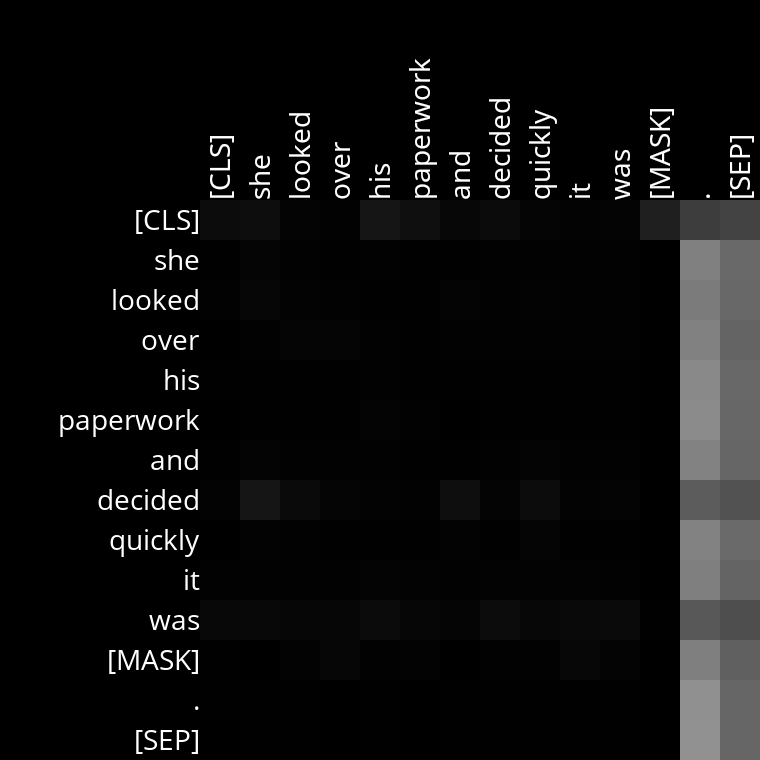 [CLS]
she
looked
over
his
paperwork
and
decided
quickly
it
was
[MASK]
.
[SEP]
[CLS]
she
looked
over
his
paperwork
and
decided
quickly
it
was
[MASK]
.
[SEP]